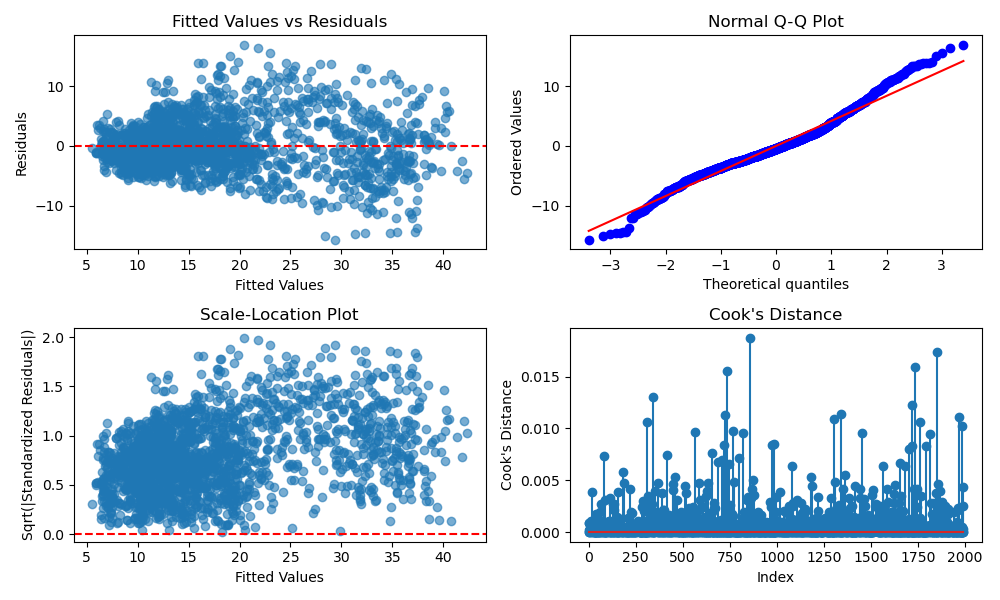 Fitted Values vs Residuals
Residuals
10
0
−10
5 10 15 20 25 30 35 40
Fitted Values
Normal Q-Q Plot
Ordered Values
10
0
−10
−3 −2 −1 0 1 2 3
Theoretical quantiles
Scale-Location Plot
Sqrt(|Standardized Residuals|)
2.0
1.5
1.0
0.5
0.0
5 10 15 20 25 30 35 40
Fitted Values
Cook's Distance
Cook's Distance
0.015
0.010
0.005
0.000
0 250 500 750 1000 1250 1500 1750 2000
Index